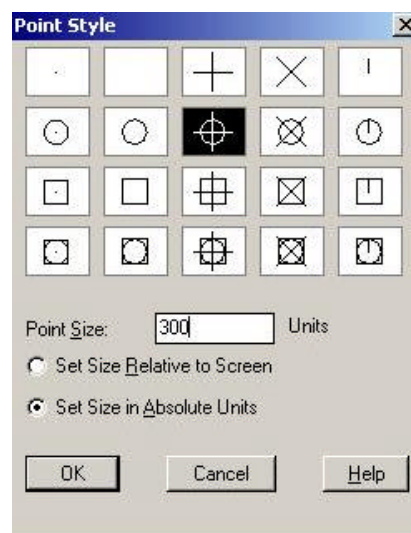 Point Style
Point Size: 300 Units
Set Size Relative to Screen
Set Size in Absolute Units
OK Cancel Help